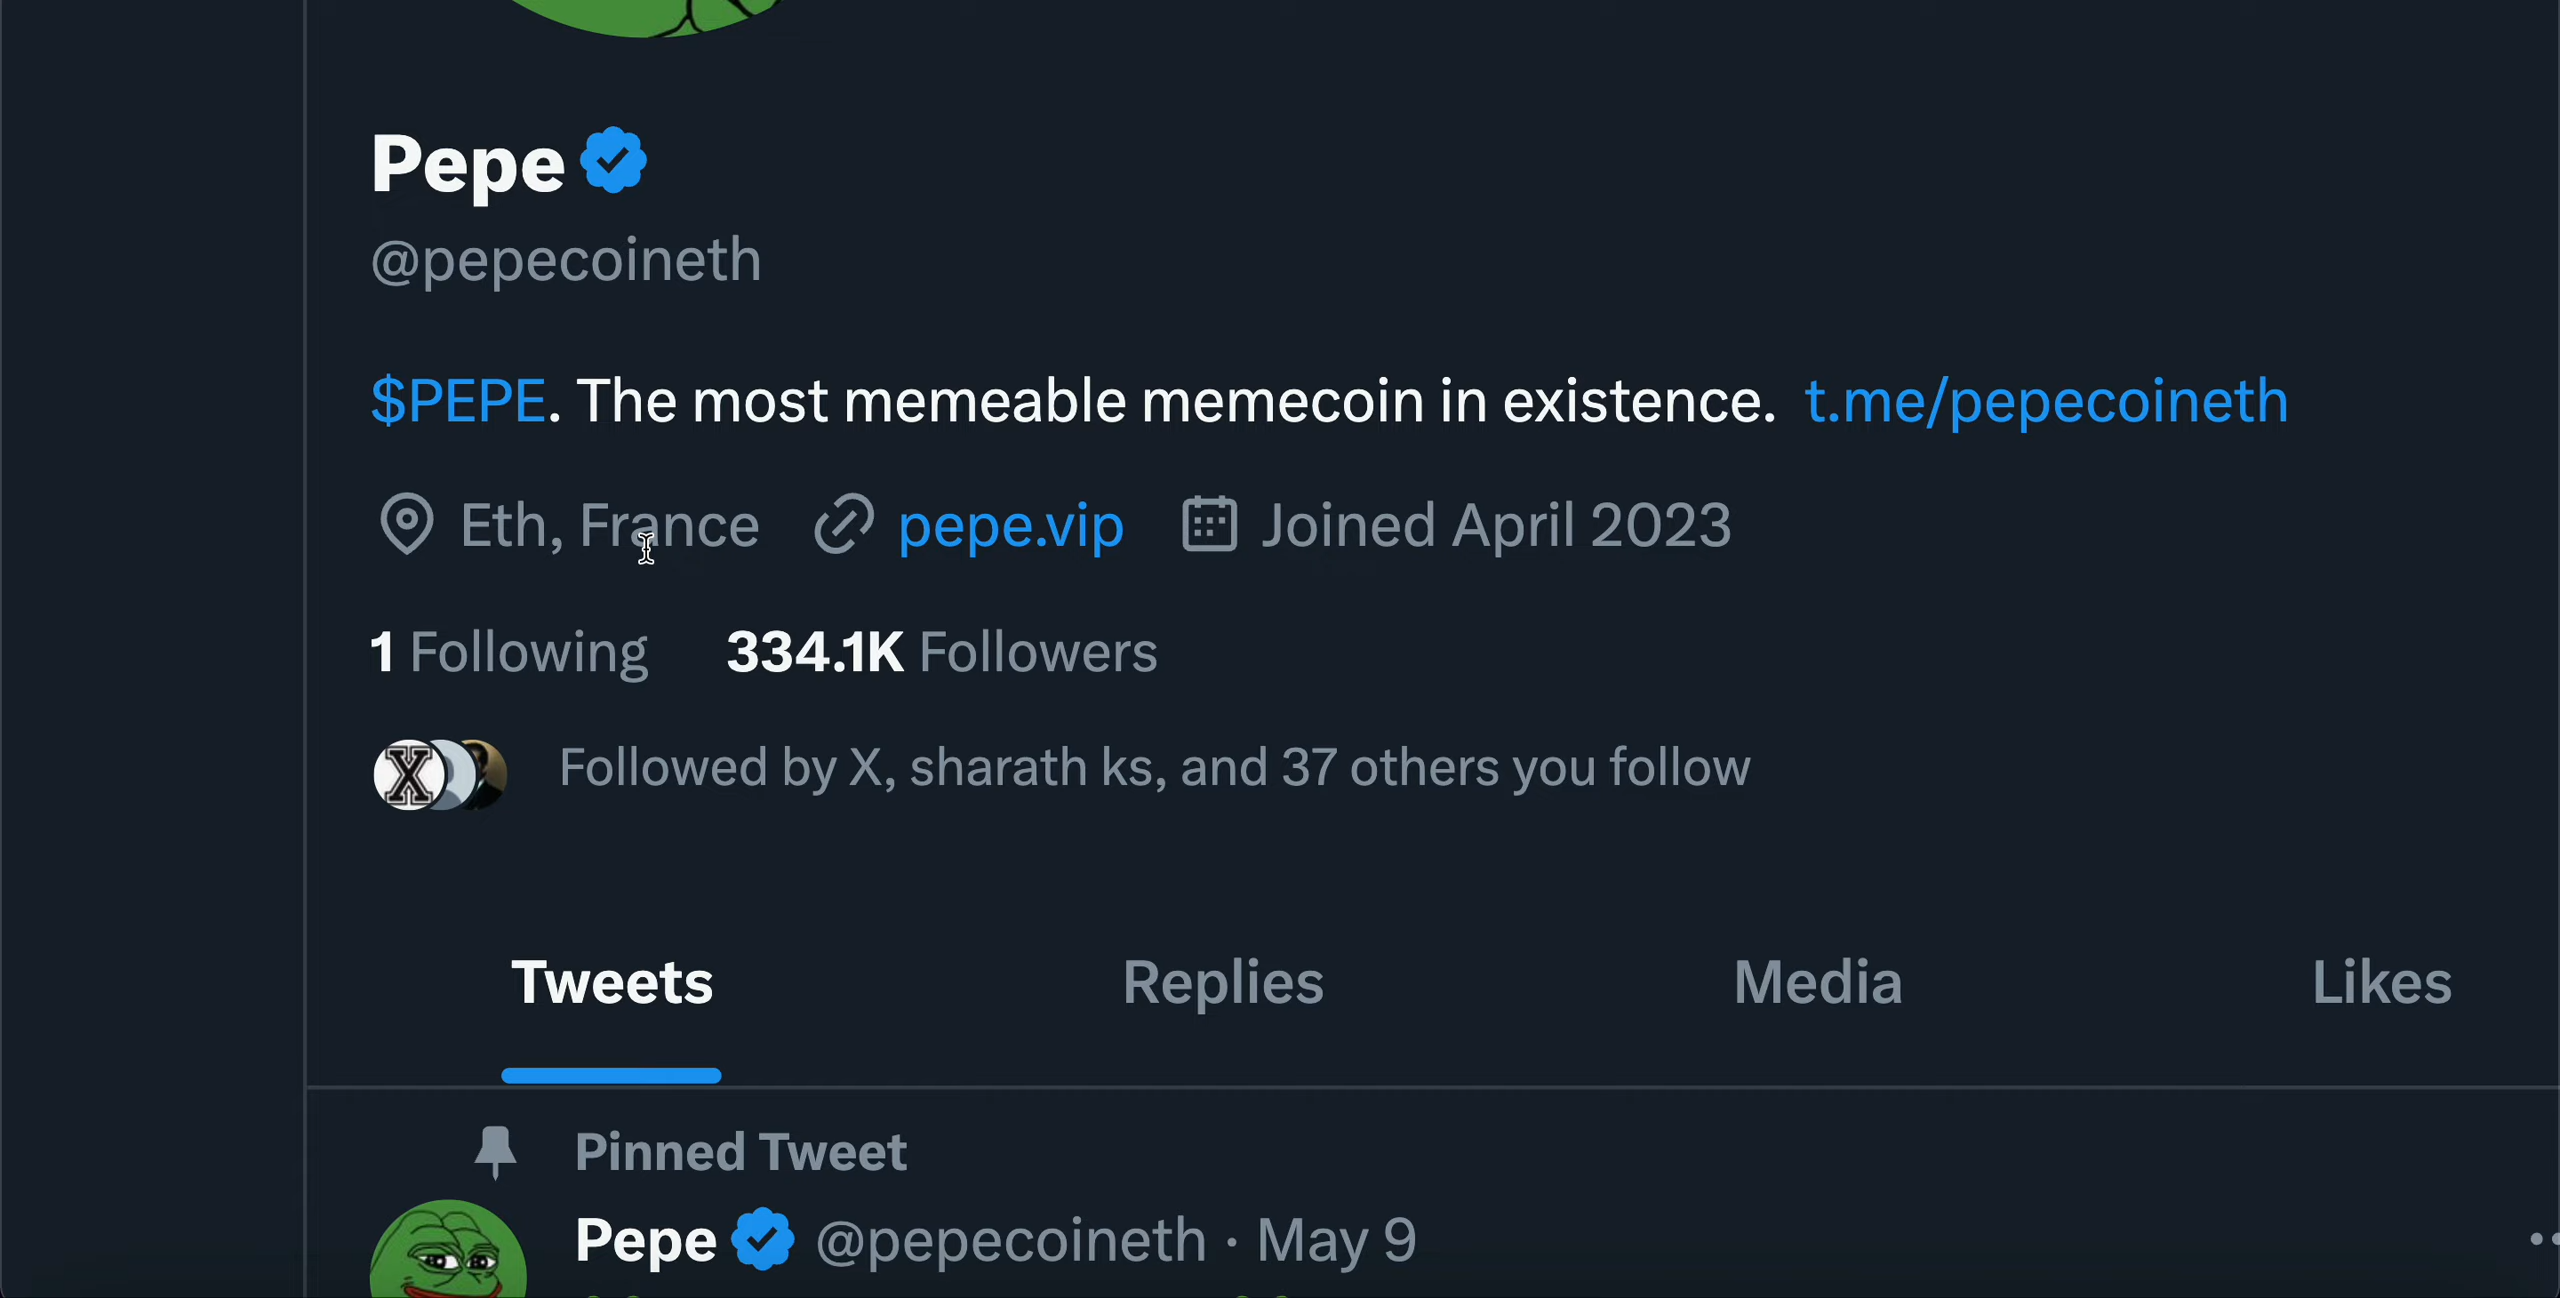 Pepe
@pepecoineth
$PEPE. The most memeable memecoin in existence. t.me/pepecoineth
Eth, France pepe.vip Joined April 2023
1 Following 334.1K Followers
X
Followed by X, sharath ks, and 37 others you follow
Tweets Replies Media Likes
Pinned Tweet
Pepe @pepecoineth · May 9